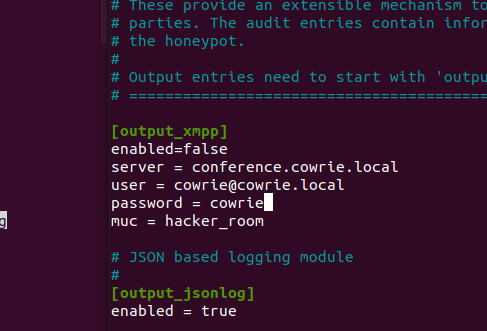 # These provide an extensible mechanism to
# parties. The audit entries contain infor
# the honeypot.
#
# Output entries need to start with 'outpu
# =========================================
[output_xmpp]
enabled=false
server = conference.cowrie.local
user = cowrie@cowrie.local
password = cowrie
muc = hacker_room
# JSON based logging module
#
[output_jsonlog]
enabled = true
g